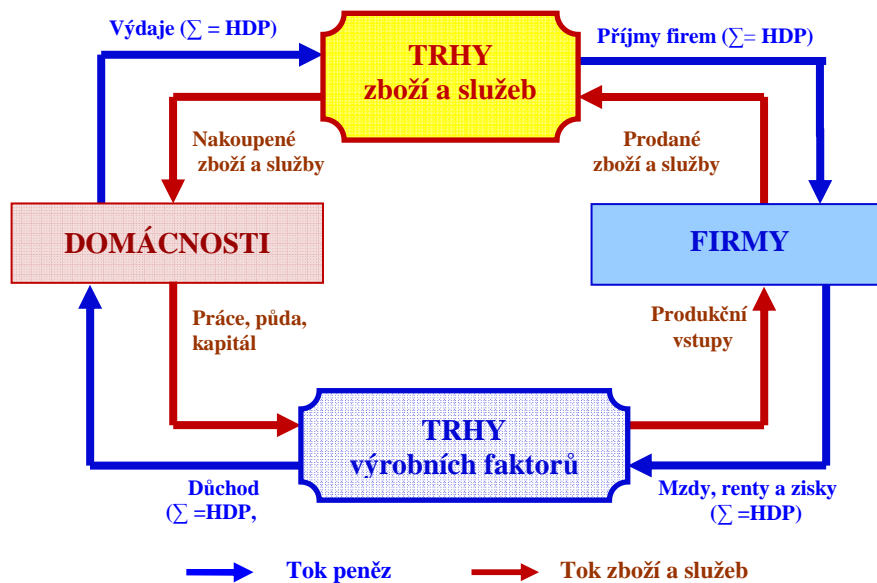 Výdaje (∑ = HDP)
TRHY
zboží a služeb
Příjmy firem (∑= HDP)
Nakoupené
zboží a služby
Prodané
zboží a služby
DOMÁCNOSTI
FIRMY
Práce, půda,
kapitál
Produkční
vstupy
TRHY
výrobních faktorů
Důchod
(∑ =HDP,
Mzdy, renty a zisky
(∑ =HDP)
Tok peněz
Tok zboží a služeb